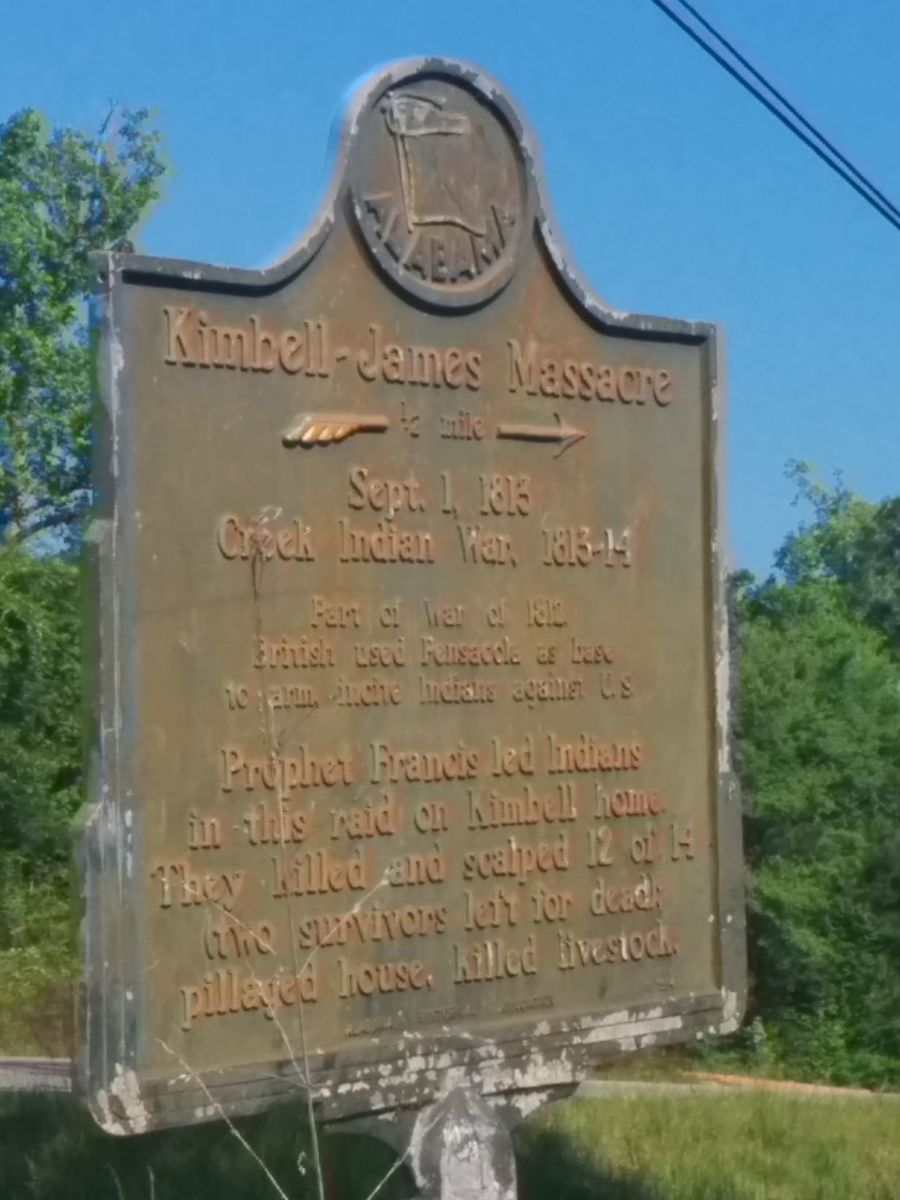 ALABAMA
Kimbell-James Massacre
½ mile
Sept. 1, 1813
Creek Indian War, 1813-14
Part of War of 1812.
British used Pensacola as base
to arm, incite Indians against U.S.
Prophet Francis led Indians
in this raid on Kimbell home.
They killed and scalped 12 of 14
(two survivors left for dead);
pillaged house, killed livestock.
ASSOCIATION